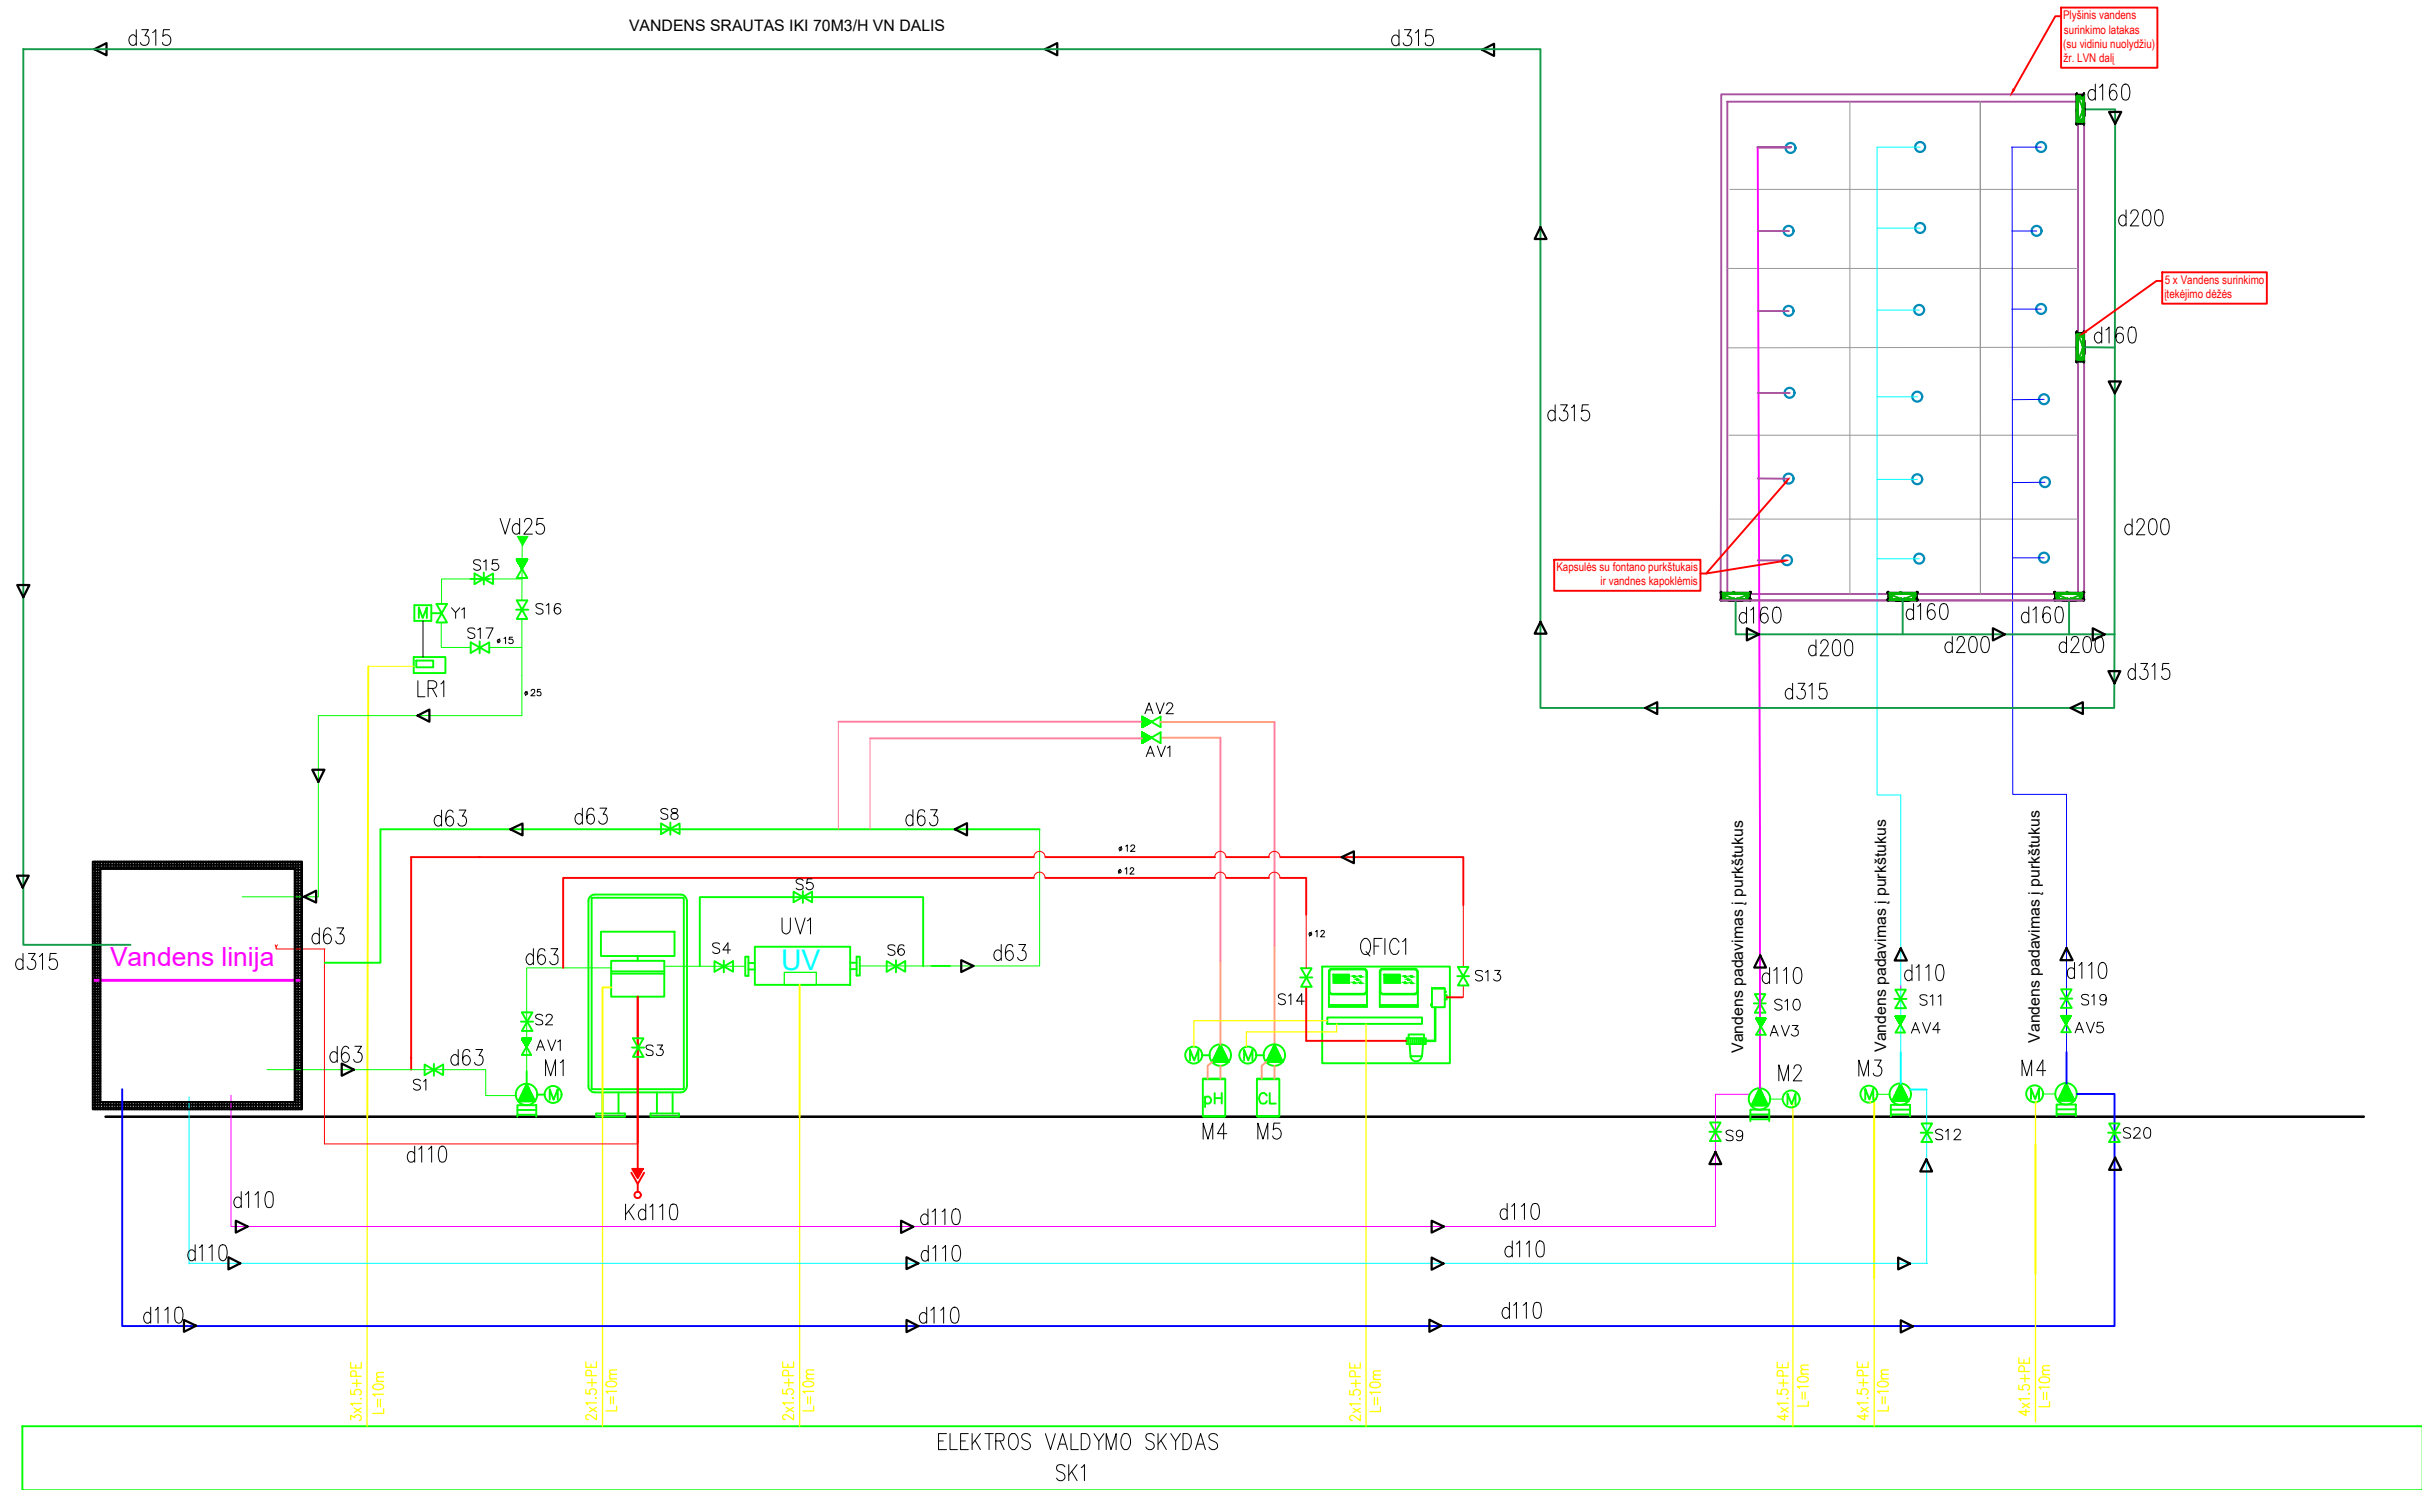 VANDENS SRAUTAS IKI 70M3/H VN DALIS
d315
d315
Plyšinis vandens
surinkimo latakas
(su vidiniu nuolydžiu)
žr. LVN dalį
d160
d200
5 x Vandens surinkimo
įtekėjimo dėžės
d160
d315
d200
Kapsulės su fontano purkštukais
ir vandnes kapoklėmis
d160
d160
d160
d200
d200
d200
d315
d315
Vd25
S15
S16
Y1
M
S17
ø15
LR1
ø25
AV2
AV1
d63
d63
S8
d63
ø12
ø12
S5
UV1
UV
S4
S6
d63
d63
d63
d315
Vandens linija
S2
AV1
M1
M
S3
d63
d63
S1
ø12
QFIC1
S13
S14
M
M
pH
CL
M4
M5
Vandens padavimas į purkštukus
Vandens padavimas į purkštukus
Vandens padavimas į purkštukus
d110
d110
d110
S10
S11
S19
AV3
AV4
AV5
M2
M3
M4
M
M
M
S9
S12
S20
d110
Kd110
d110
d110
d110
d110
d110
d110
d110
d110
d110
3x1.5+PE
L=10m
2x1.5+PE
L=10m
2x1.5+PE
L=10m
2x1.5+PE
L=10m
4x1.5+PE
L=10m
4x1.5+PE
L=10m
4x1.5+PE
L=10m
ELEKTROS VALDYMO SKYDAS
SK1